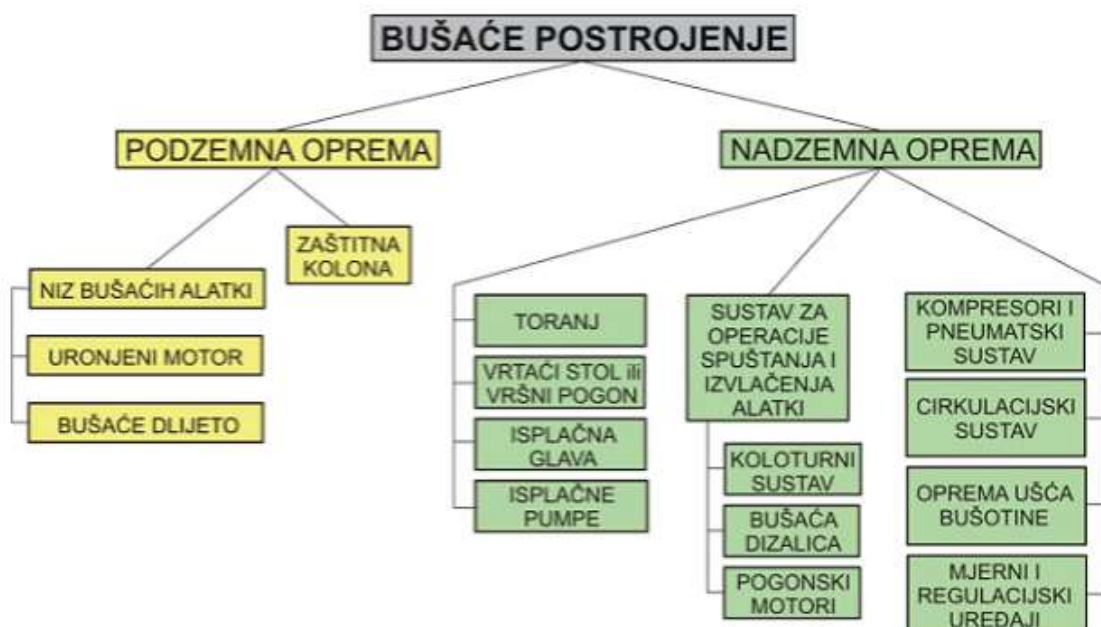 BUŠAĆE POSTROJENJE
PODZEMNA OPREMA
NADZEMNA OPREMA
ZAŠTITNA
KOLONA
NIZ BUŠAĆIH ALATKI
URONJENI MOTOR
BUŠAĆE DLIJETO
TORANJ
VRTAĆI STOL ili
VRŠNI POGON
ISPLAČNA
GLAVA
ISPLAČNE
PUMPE
SUSTAV ZA
OPERACIJE
SPUŠTANJA I
IZVLAČENJA
ALATKI
KOLOTURNI
SUSTAV
BUŠAĆA
DIZALICA
POGONSKI
MOTORI
KOMPRESORI I
PNEUMATSKI
SUSTAV
CIRKULACIJSKI
SUSTAV
OPREMA UŠĆA
BUŠOTINE
MJERNI I
REGULACIJSKI
UREĐAJI